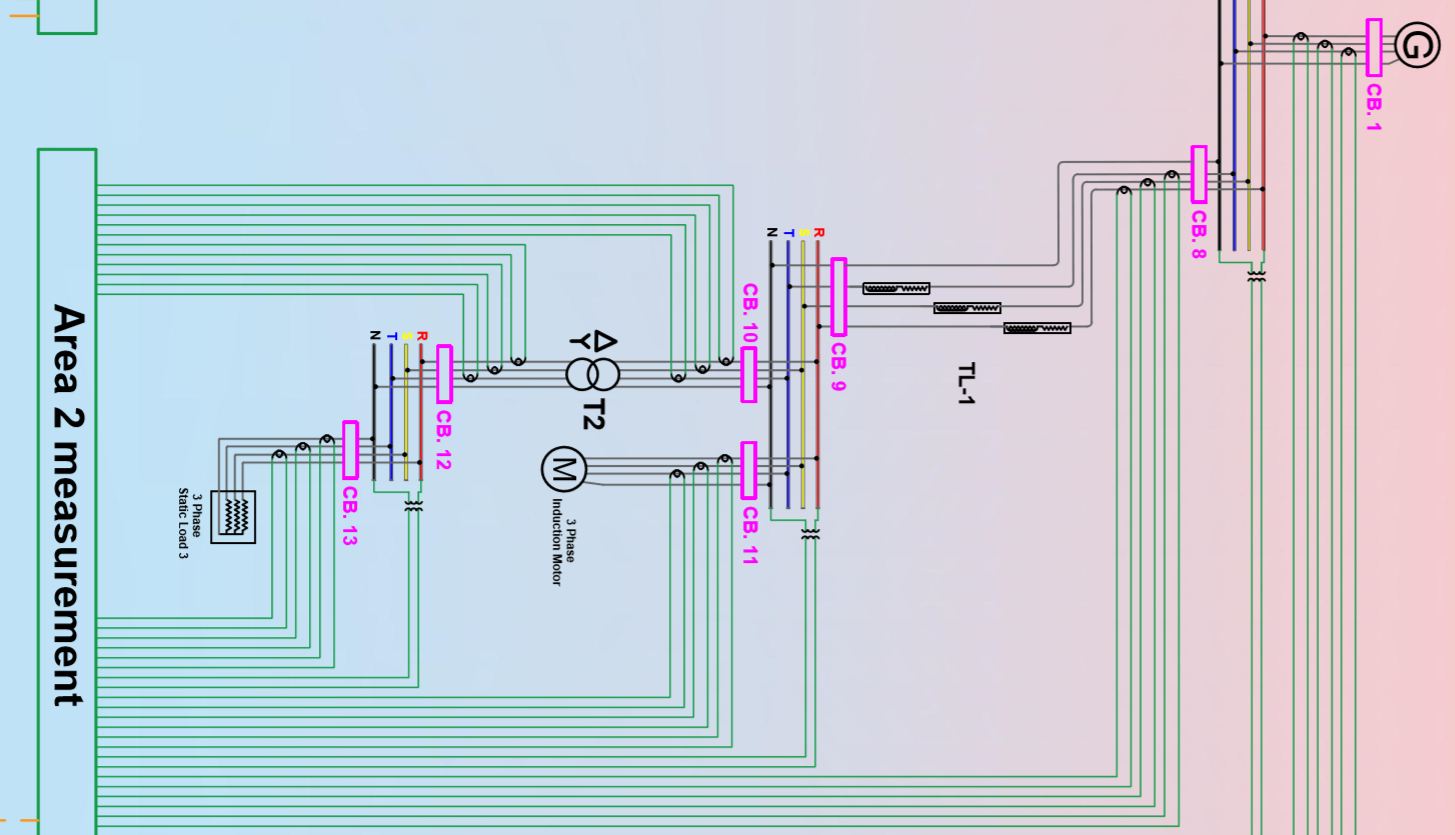 G
CB. 1
CB. 8
TL-1
CB. 9
R
T
N
CB. 10
CB. 11
Δ
Y
T2
M
3 Phase
Induction Motor
CB. 12
R
T
N
CB. 13
3 Phase
Static Load 3
Area 2 measurement